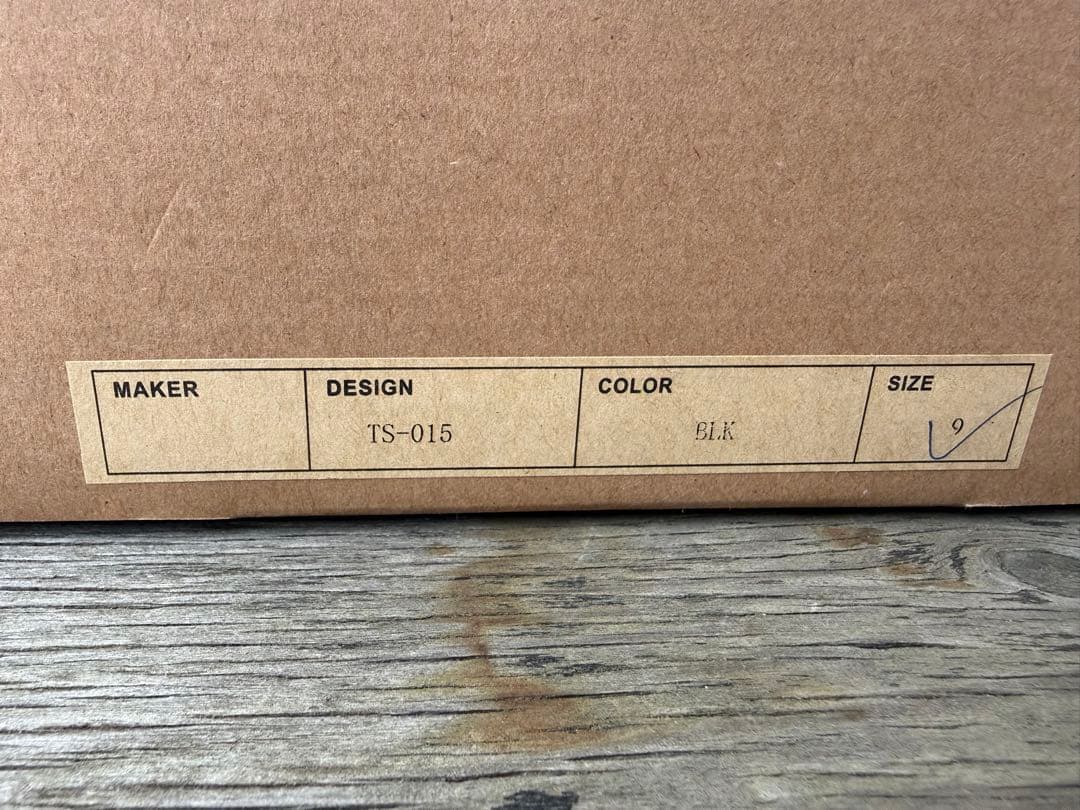 MAKER DESIGN COLOR SIZE
TS-015 BLK 9